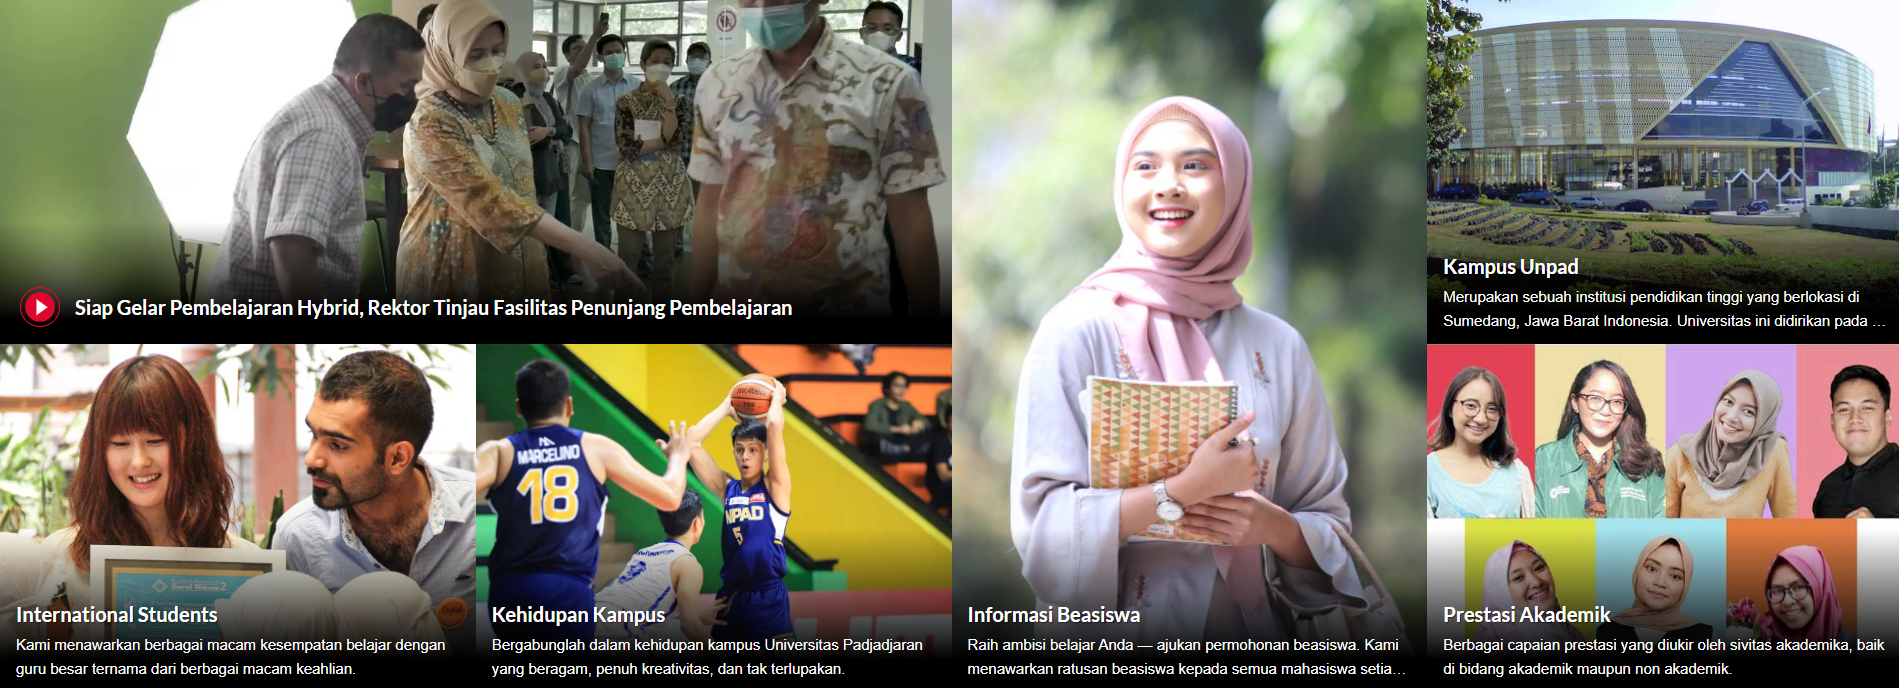 Siap Gelar Pembelajaran Hybrid, Rektor Tinjau Fasilitas Penunjang Pembelajaran
Kampus Unpad
Merupakan sebuah institusi pendidikan tinggi yang berlokasi di
Sumedang, Jawa Barat Indonesia. Universitas ini didirikan pada ...
MARCELINO
18
molten
NPAD
5
International Students
Kami menawarkan berbagai macam kesempatan belajar dengan
guru besar ternama dari berbagai macam keahlian.
Kehidupan Kampus
Bergabunglah dalam kehidupan kampus Universitas Padjadjaran
yang beragam, penuh kreativitas, dan tak terlupakan.
Informasi Beasiswa
Raih ambisi belajar Anda — ajukan permohonan beasiswa. Kami
menawarkan ratusan beasiswa kepada semua mahasiswa setia...
Prestasi Akademik
Berbagai capaian prestasi yang diukir oleh sivitas akademika, baik
di bidang akademik maupun non akademik.